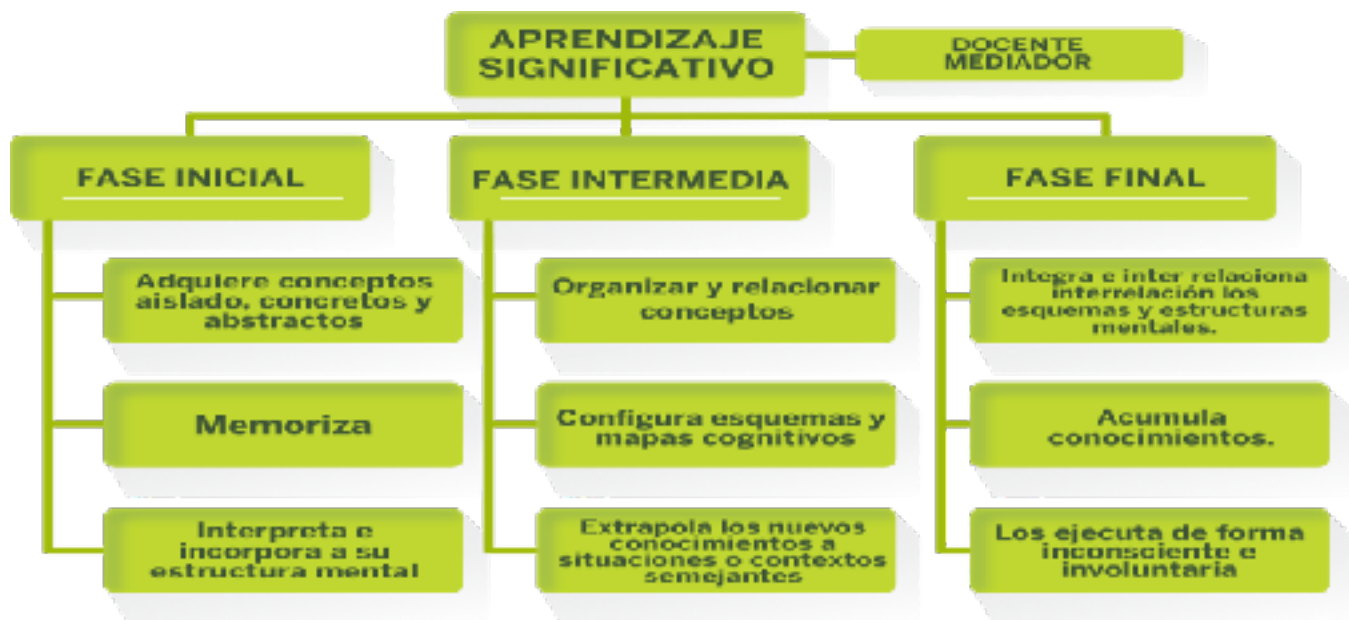 APRENDIZAJE
SIGNIFICATIVO
DOCENTE
MEDIADOR
FASE INICIAL
Adquiere conceptos
aislado, concretos y
abstractos
Memoriza
Interpreta e
incorpora a su
estructura mental
FASE INTERMEDIA
Organizar y relacionar
conceptos
Configura esquemas y
mapas cognitivos
Extrapola los nuevos
conocimientos a
situaciones o contextos
semejantes
FASE FINAL
Integra e inter relaciona
interrelación los
esquemas y estructuras
mentales.
Acumula
conocimientos.
Los ejecuta de forma
inconsciente e
involuntaria